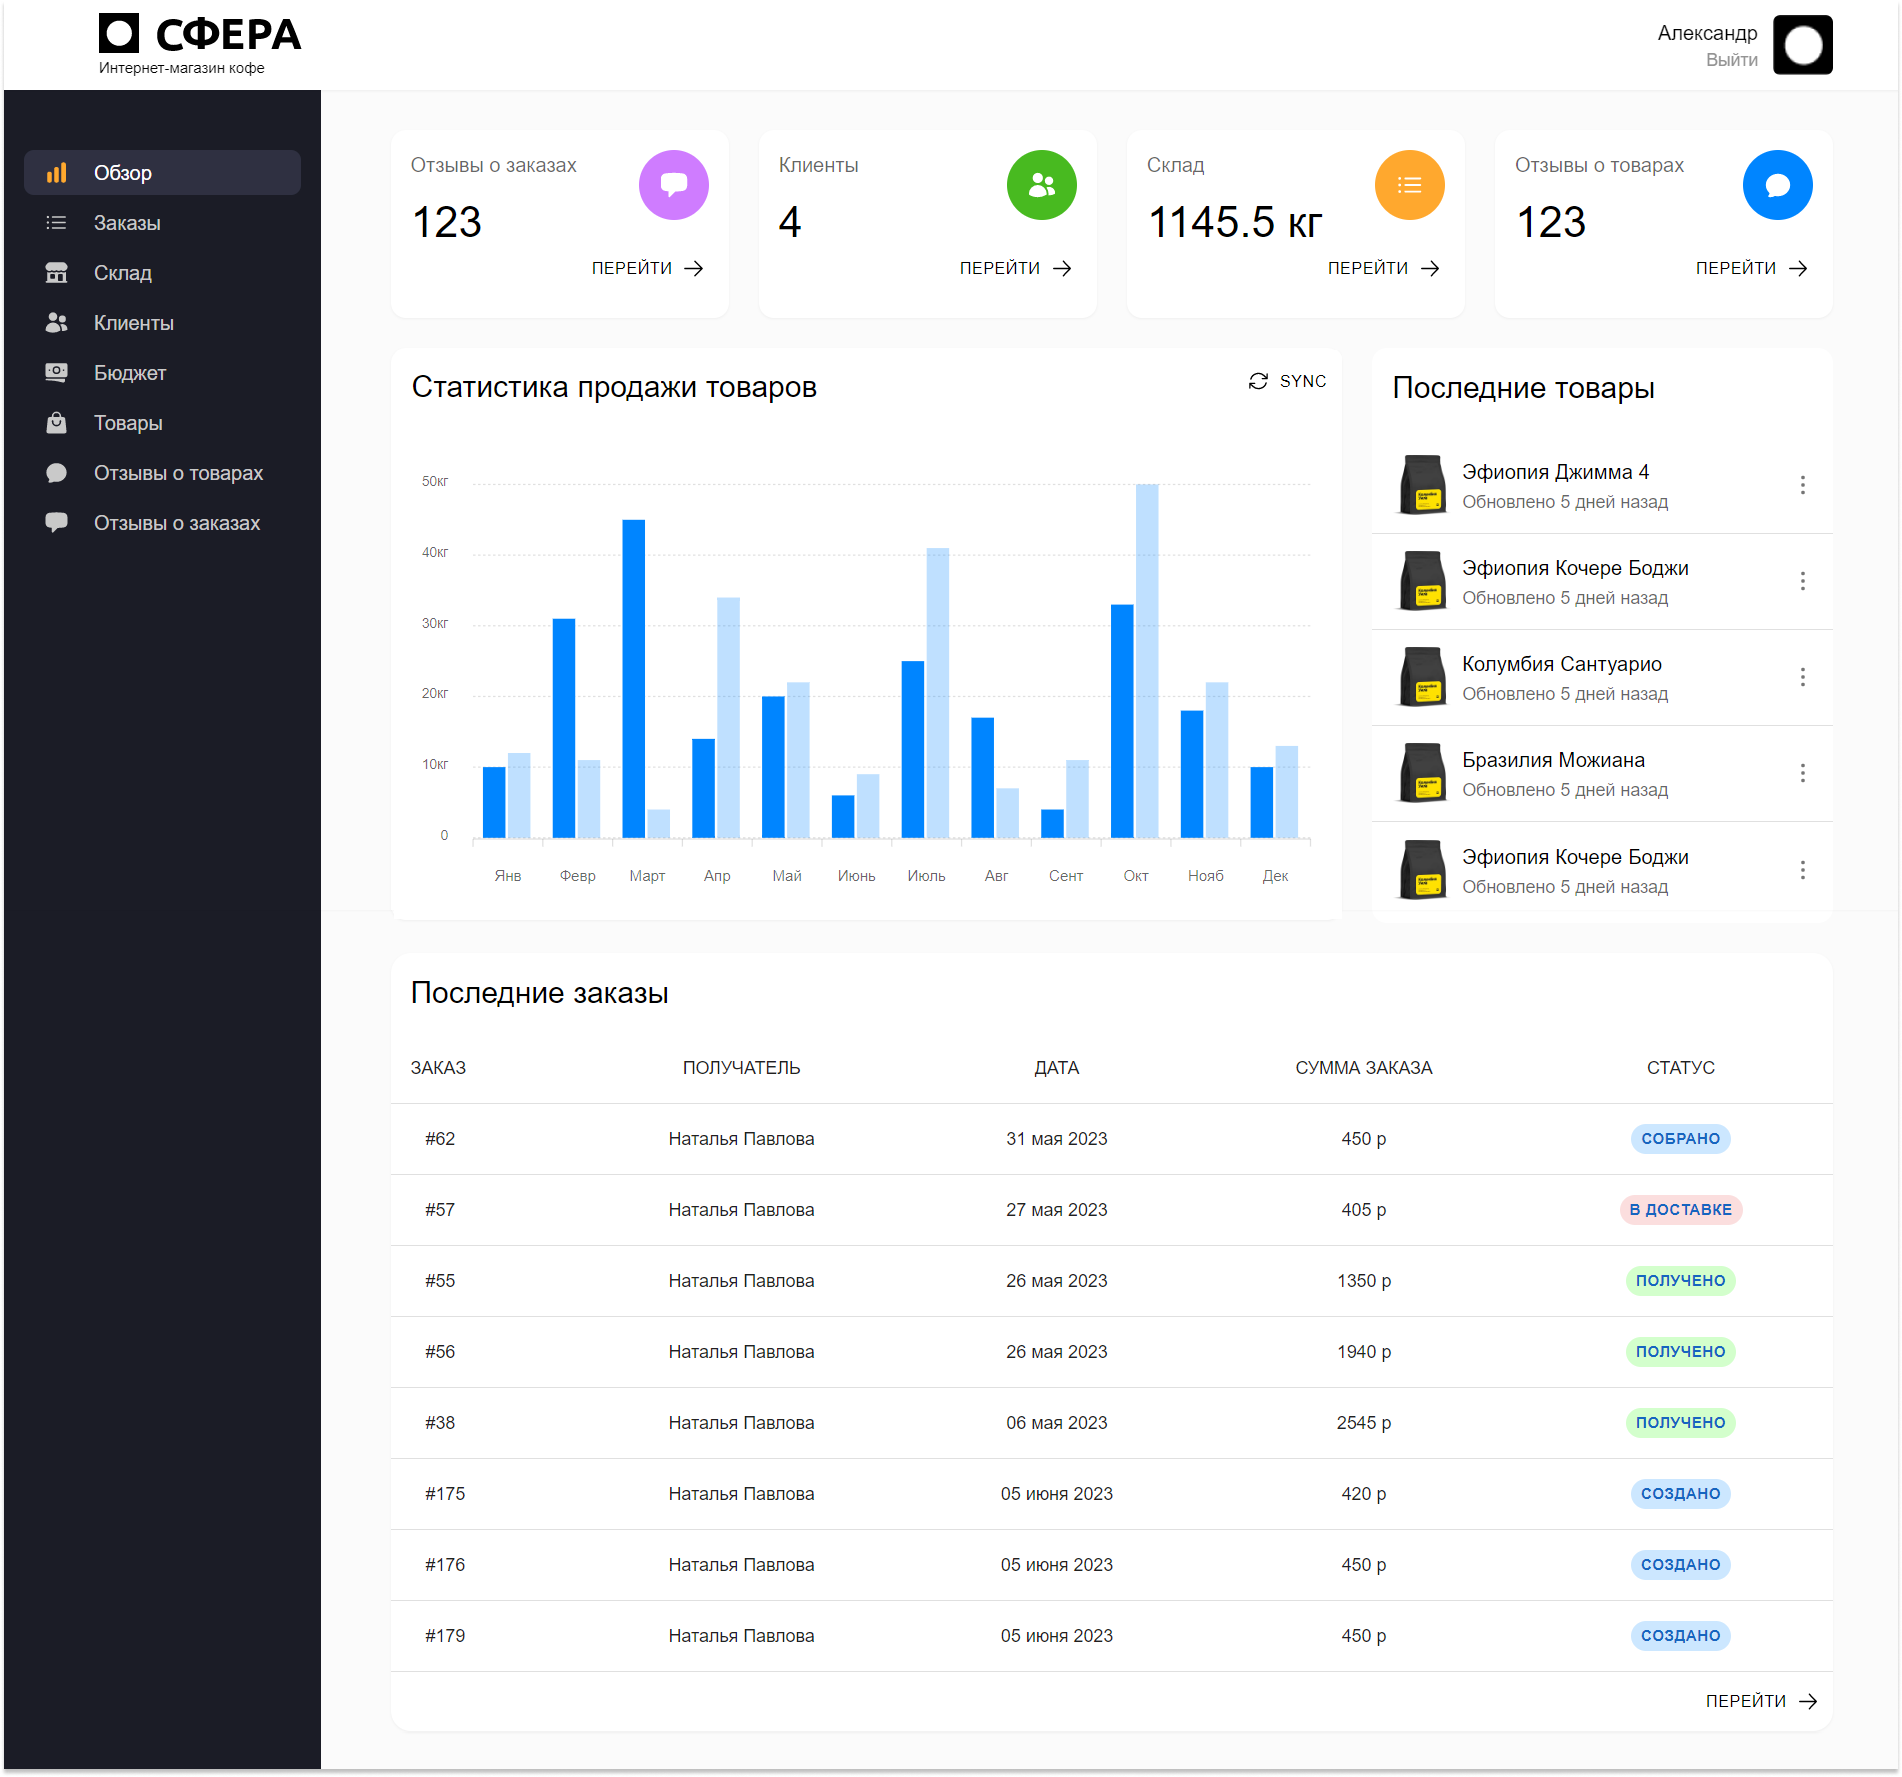 СФЕРА
Интернет-магазин кофе
Александр
Выйти
Обзор
Заказы
Склад
Клиенты
Бюджет
Товары
Отзывы о товарах
Отзывы о заказах
Отзывы о заказах
123
ПЕРЕЙТИ
Клиенты
4
ПЕРЕЙТИ
Склад
1145.5 кг
ПЕРЕЙТИ
Отзывы о товарах
123
ПЕРЕЙТИ
Статистика продажи товаров
SYNC
50кг
40кг
30кг
20кг
10кг
0
Янв Февр Март Апр Май Июнь Июль Авг Сент Окт Нояб Дек
Последние товары
Эфиопия Джимма 4
Обновлено 5 дней назад
Эфиопия Кочере Боджи
Обновлено 5 дней назад
Колумбия Сантуарио
Обновлено 5 дней назад
Бразилия Можиана
Обновлено 5 дней назад
Эфиопия Кочере Боджи
Обновлено 5 дней назад
Последние заказы
ЗАКАЗ ПОЛУЧАТЕЛЬ ДАТА СУММА ЗАКАЗА СТАТУС
#62 Наталья Павлова 31 мая 2023 450 р СОБРАНО
#57 Наталья Павлова 27 мая 2023 405 р В ДОСТАВКЕ
#55 Наталья Павлова 26 мая 2023 1350 р ПОЛУЧЕНО
#56 Наталья Павлова 26 мая 2023 1940 р ПОЛУЧЕНО
#38 Наталья Павлова 06 мая 2023 2545 р ПОЛУЧЕНО
#175 Наталья Павлова 05 июня 2023 420 р СОЗДАНО
#176 Наталья Павлова 05 июня 2023 450 р СОЗДАНО
#179 Наталья Павлова 05 июня 2023 450 р СОЗДАНО
ПЕРЕЙТИ